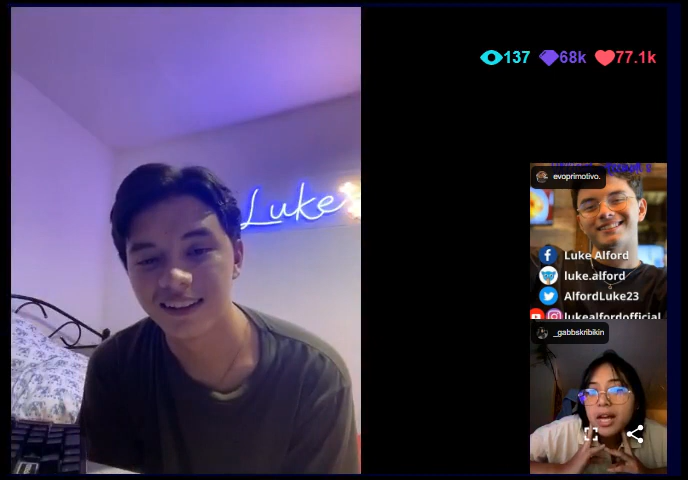 137 68k 77.1k
Luke
evoprimotivo.
Luke Alford
luke.alford
AlfordLuke23
lukealfordofficial
_gabbskribikin